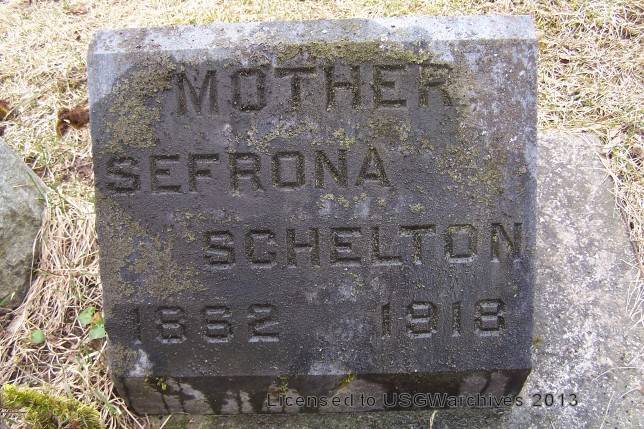 MOTHER
SEFRONA
SCHELTON
1862 1918
Licensed to USGWarchives 2013